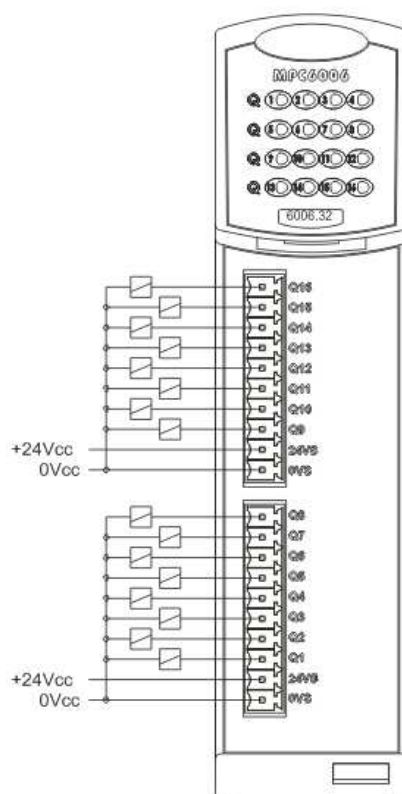 MPC6006
Q 1 2 3 4
Q 5 6 7 8
Q 9 10 11 12
Q 13 14 15 16
6006.32
Q16
Q15
Q14
Q13
Q12
Q11
Q10
Q9
+24Vcc 24VS
0Vcc 0VS
Q8
Q7
Q6
Q5
Q4
Q3
Q2
Q1
+24Vcc 24VS
0Vcc 0VS